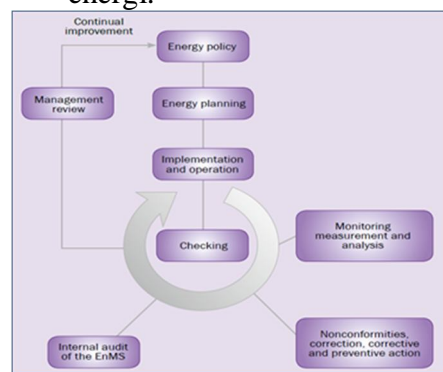 energi.
Continual
improvement
Energy policy
Management
review
Energy planning
Implementation
and operation
Checking
Monitoring
measurement and
analysis
Internal audit
of the EnMS
Nonconformities,
correction, corrective
and preventive action